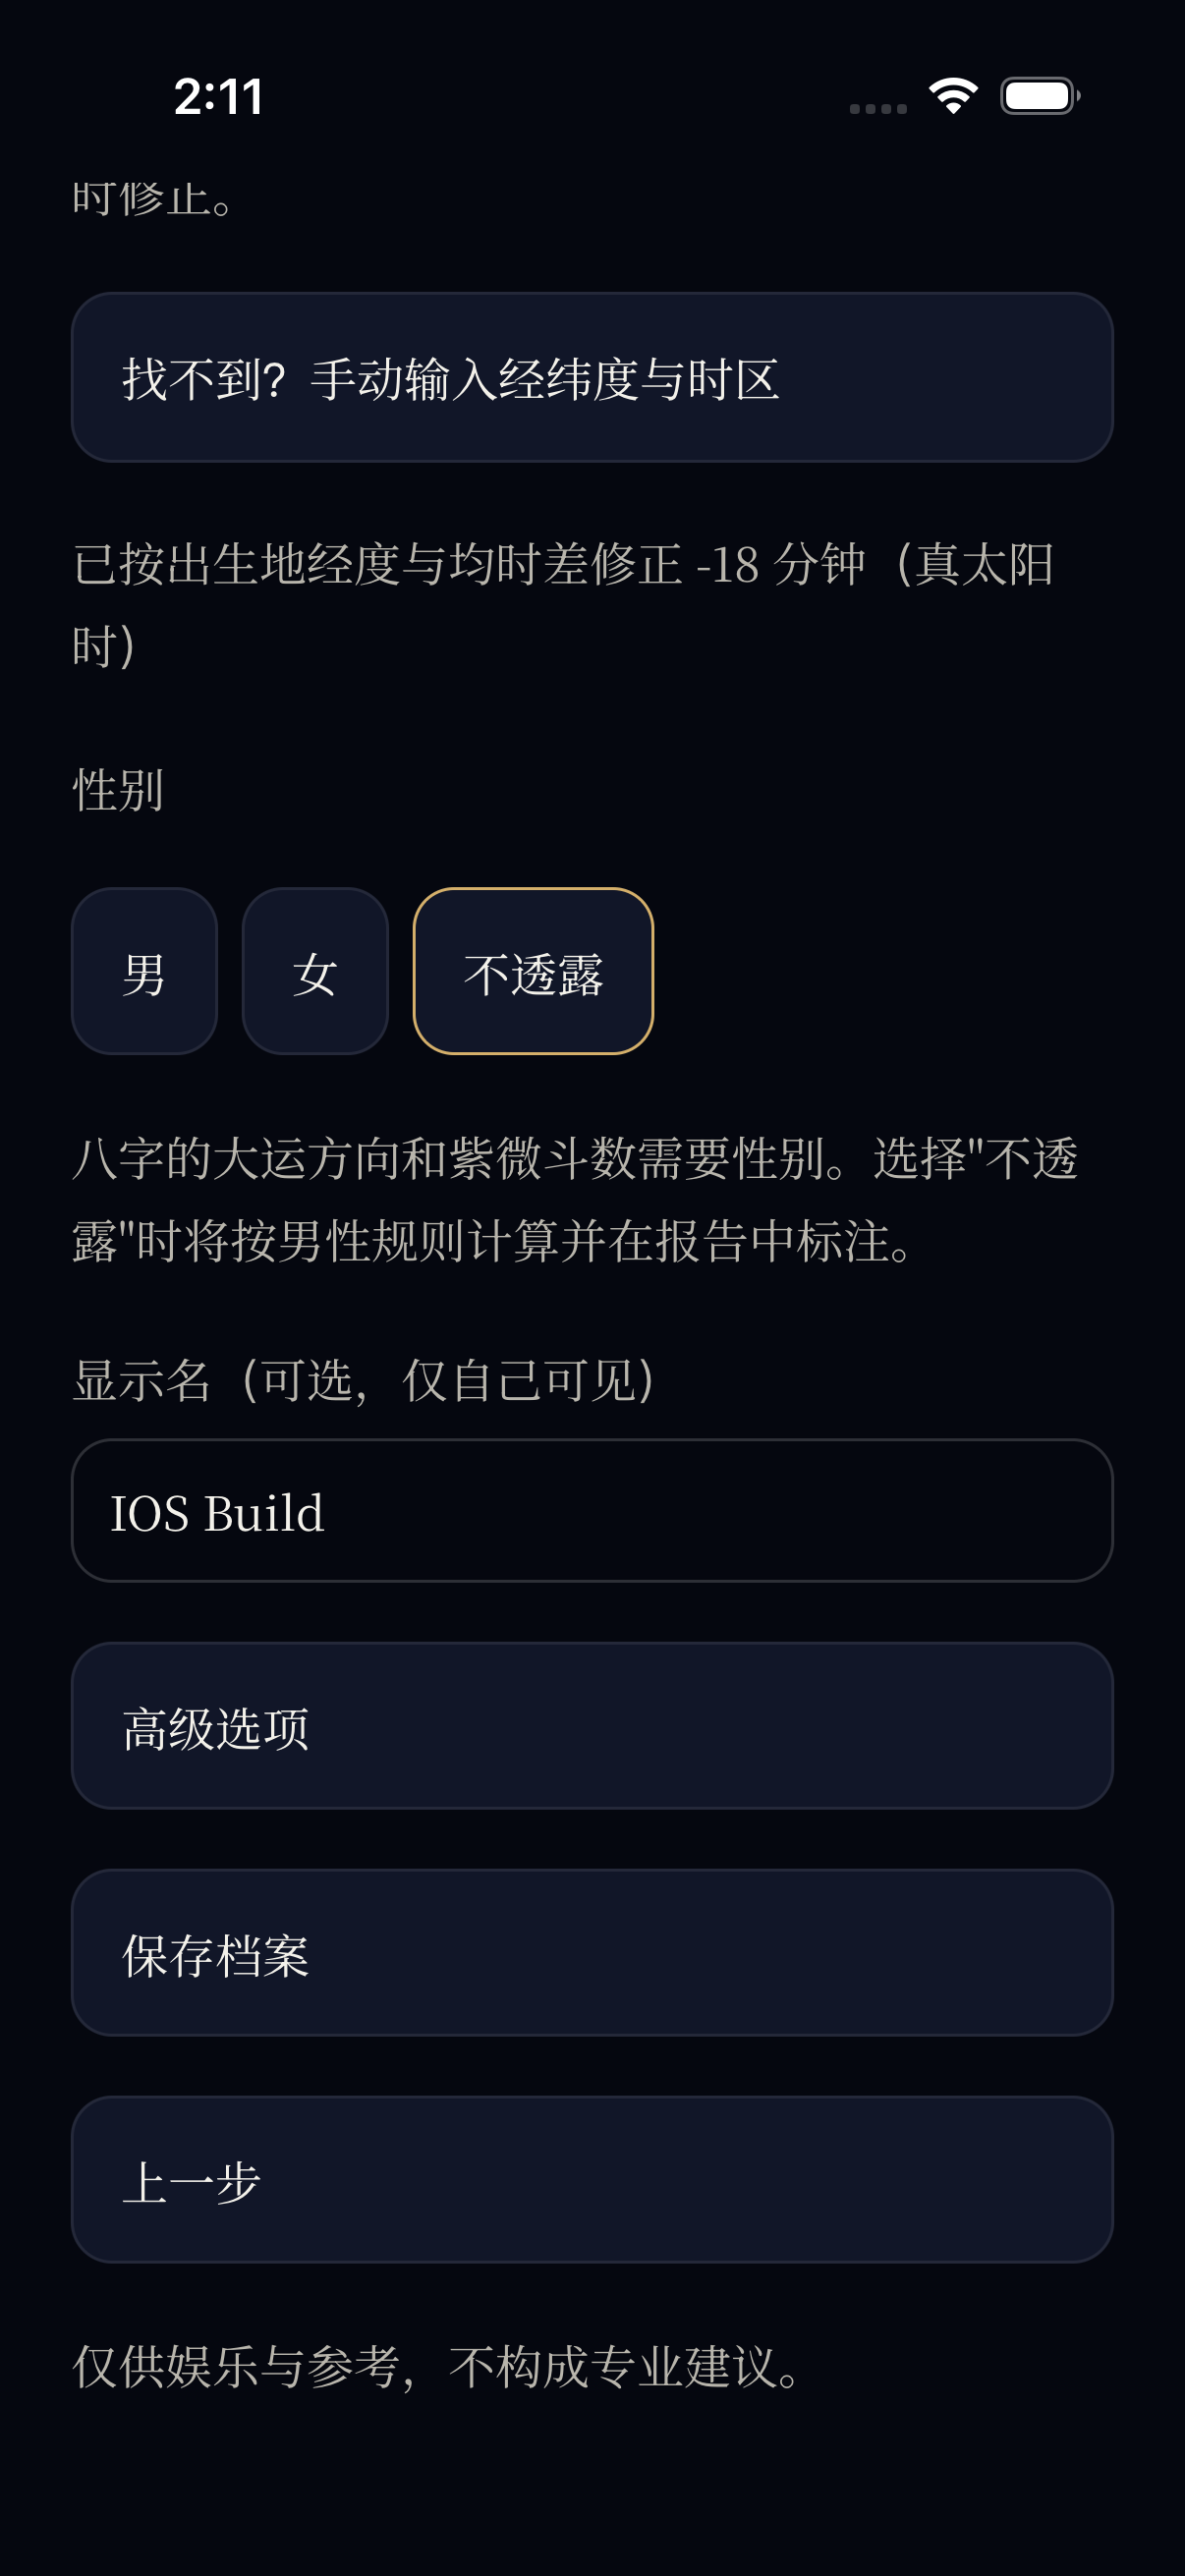 2:11
时修正。
找不到？手动输入经纬度与时区
已按出生地经度与均时差修正 -18 分钟（真太阳
时）
性别
男 女 不透露
八字的大运方向和紫微斗数需要性别。选择"不透
露"时将按男性规则计算并在报告中标注。
显示名（可选，仅自己可见）
IOS Build
高级选项
保存档案
上一步
仅供娱乐与参考，不构成专业建议。